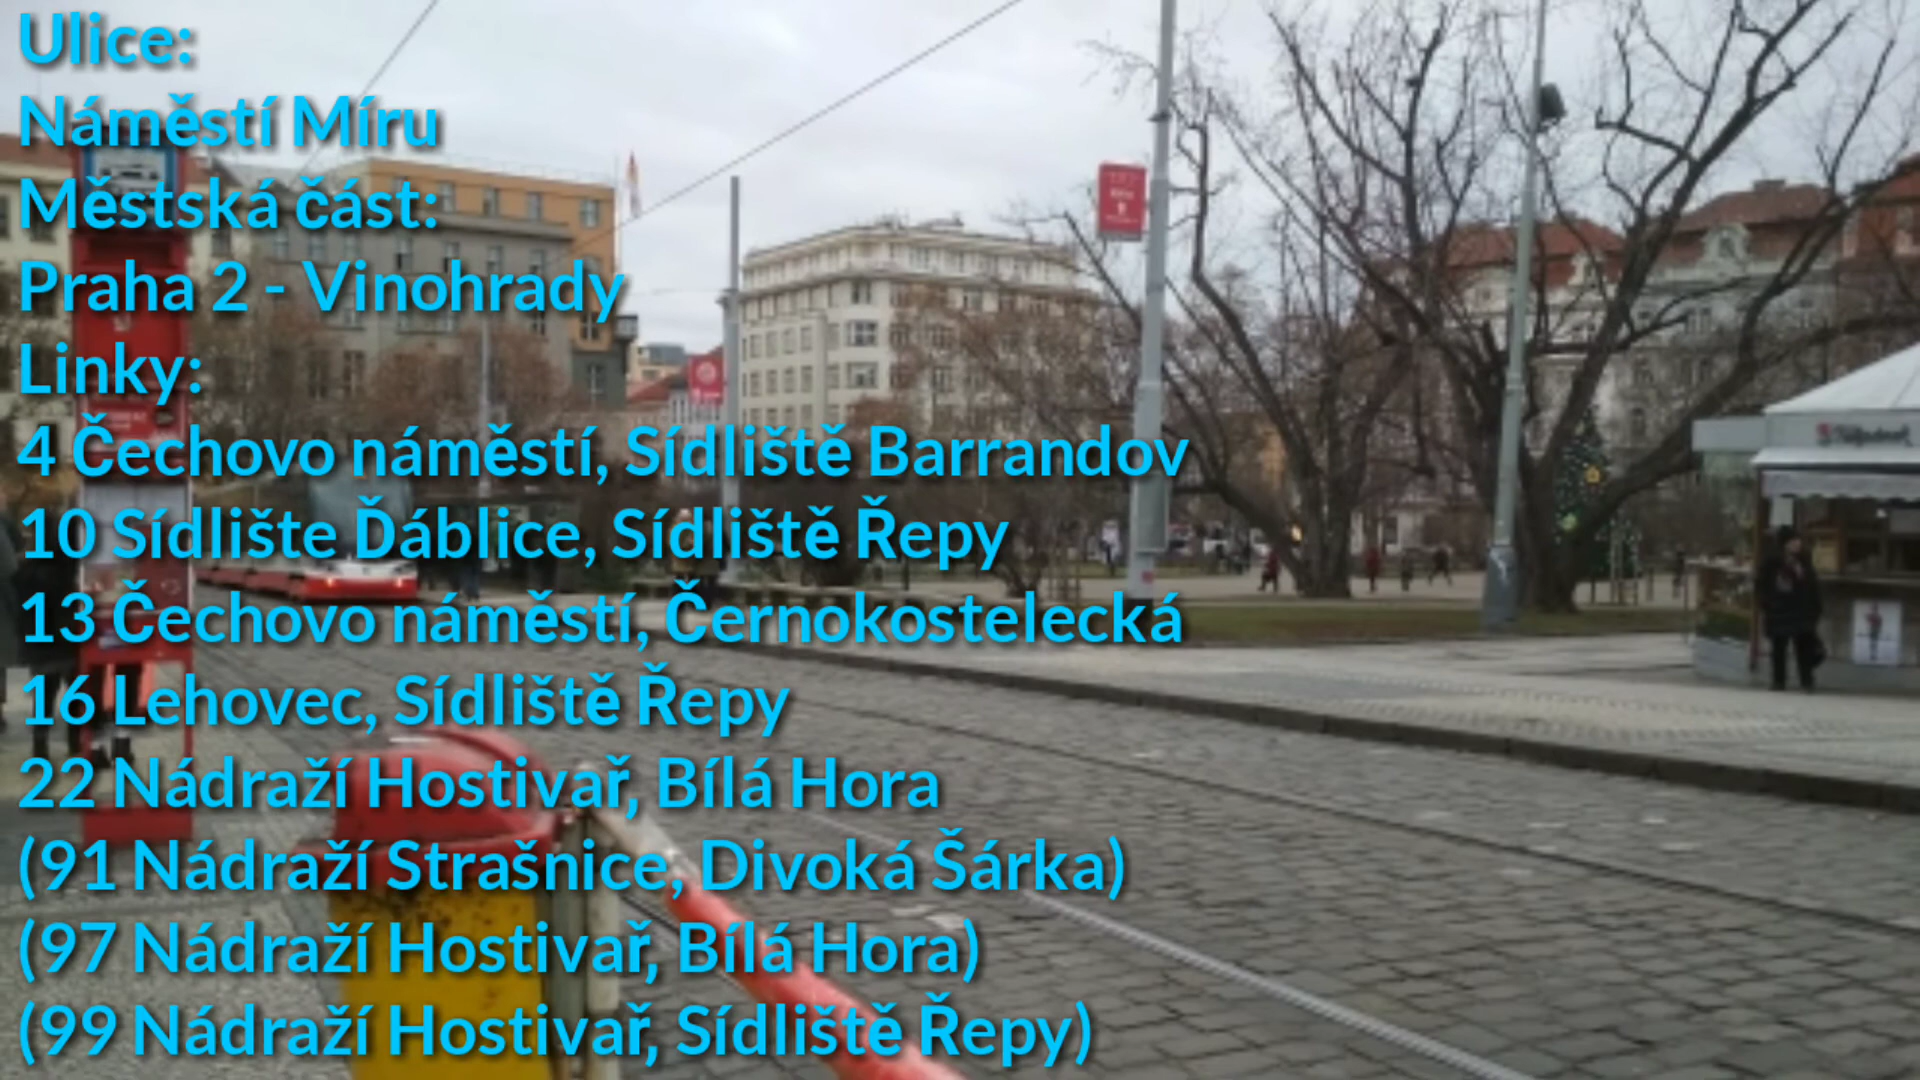 Ulice:
Náměstí Míru
Městská část:
Praha 2 - Vinohrady
Linky:
4 Čechovo náměstí, Sídliště Barrandov
10 Sídlište Ďáblice, Sídliště Řepy
13 Čechovo náměstí, Černokostelecká
16 Lehovec, Sídliště Řepy
22 Nádraží Hostivař, Bílá Hora
(91 Nádraží Strašnice, Divoká Šárka)
(97 Nádraží Hostivař, Bílá Hora)
(99 Nádraží Hostivař, Sídliště Řepy)